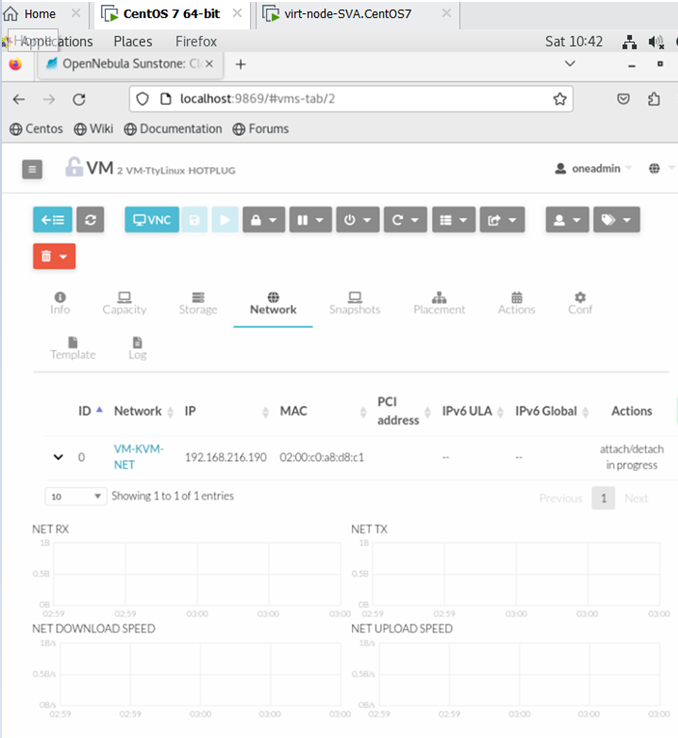 Home
CentOS 7 64-bit
virt-node-SVA.CentOS7
Applications Places Firefox Sat 10:42
OpenNebula Sunstone: Cl
localhost:9869/#vms-tab/2
Centos Wiki Documentation Forums
VM 2 VM-TtyLinux HOTPLUG oneadmin
VNC
Info Capacity Storage Network Snapshots Placement Actions Conf
Template Log
ID Network IP MAC PCI address IPv6 ULA IPv6 Global Actions
0 VM-KVM-NET 192.168.216.190 02:00:c0:a8:d8:c1 -- -- attach/detach in progress
10 Showing 1 to 1 of 1 entries Previous 1 Next
NET RX NET TX
1B 1B
0.5B 0.5B
0B 0B
02:59 02:59 03:00 03:00 03:00 02:59 02:59 03:00 03:00 03:00
NET DOWNLOAD SPEED NET UPLOAD SPEED
1B/s 1B/s
0.5B/s 0.5B/s
0B/s 0B/s
02:59 02:59 03:00 03:00 03:00 02:59 02:59 03:00 03:00 03:00